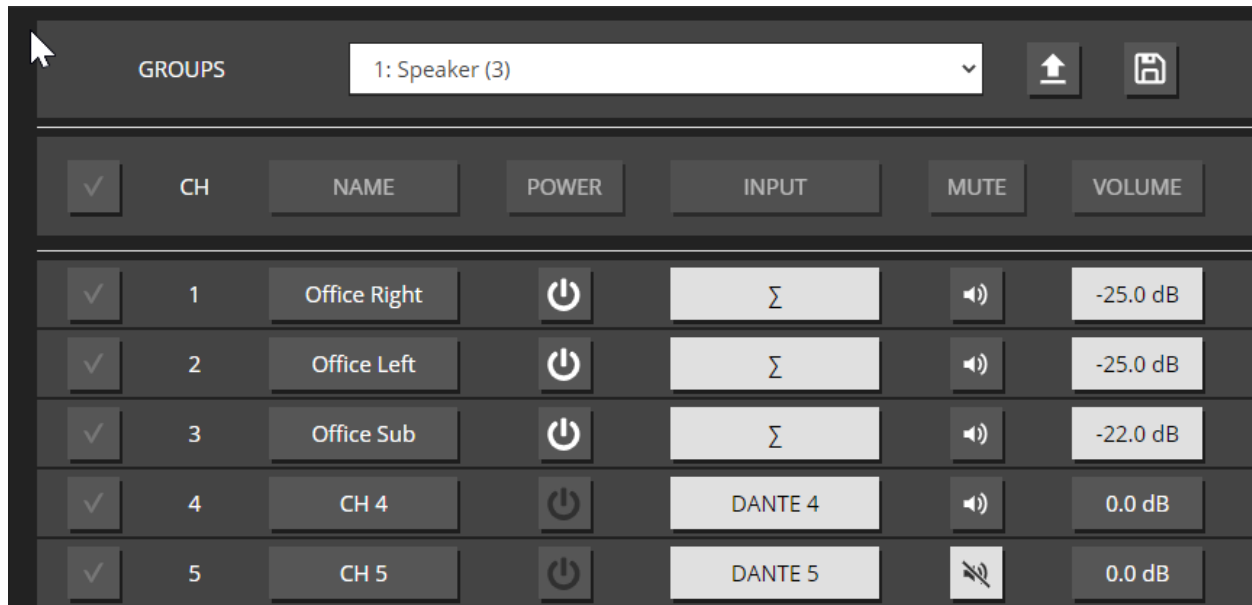 GROUPS 1: Speaker (3)
CH NAME POWER INPUT MUTE VOLUME
1 Office Right ∑ -25.0 dB
2 Office Left ∑ -25.0 dB
3 Office Sub ∑ -22.0 dB
4 CH 4 DANTE 4 0.0 dB
5 CH 5 DANTE 5 0.0 dB